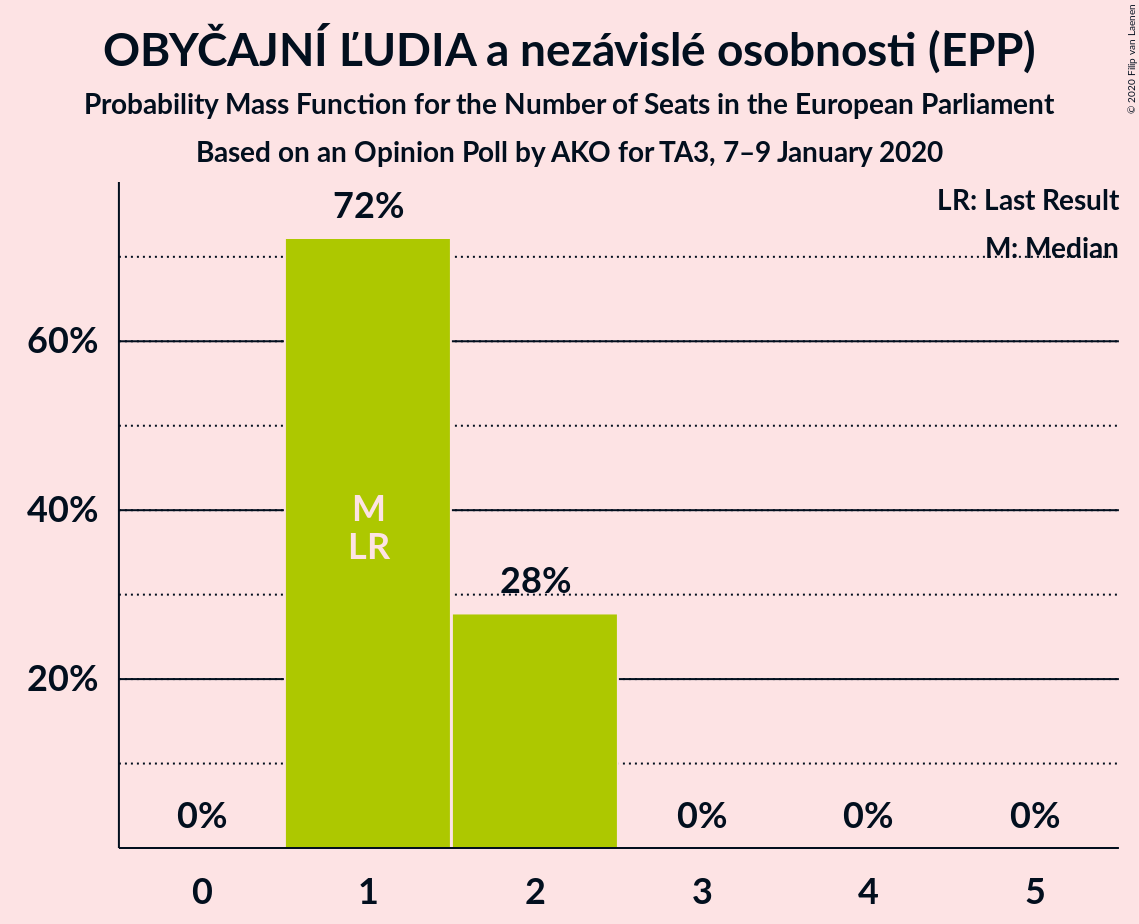 OBYČAJNÍ ĽUDIA a nezávislé osobnosti (EPP)
Probability Mass Function for the Number of Seats in the European Parliament
Based on an Opinion Poll by AKO for TA3, 7–9 January 2020
© 2020 Filip van Laenen
LR: Last Result
M: Median
72%
60%
40%
M
LR
28%
20%
0%
0%
0%
0%
0
1
2
3
4
5